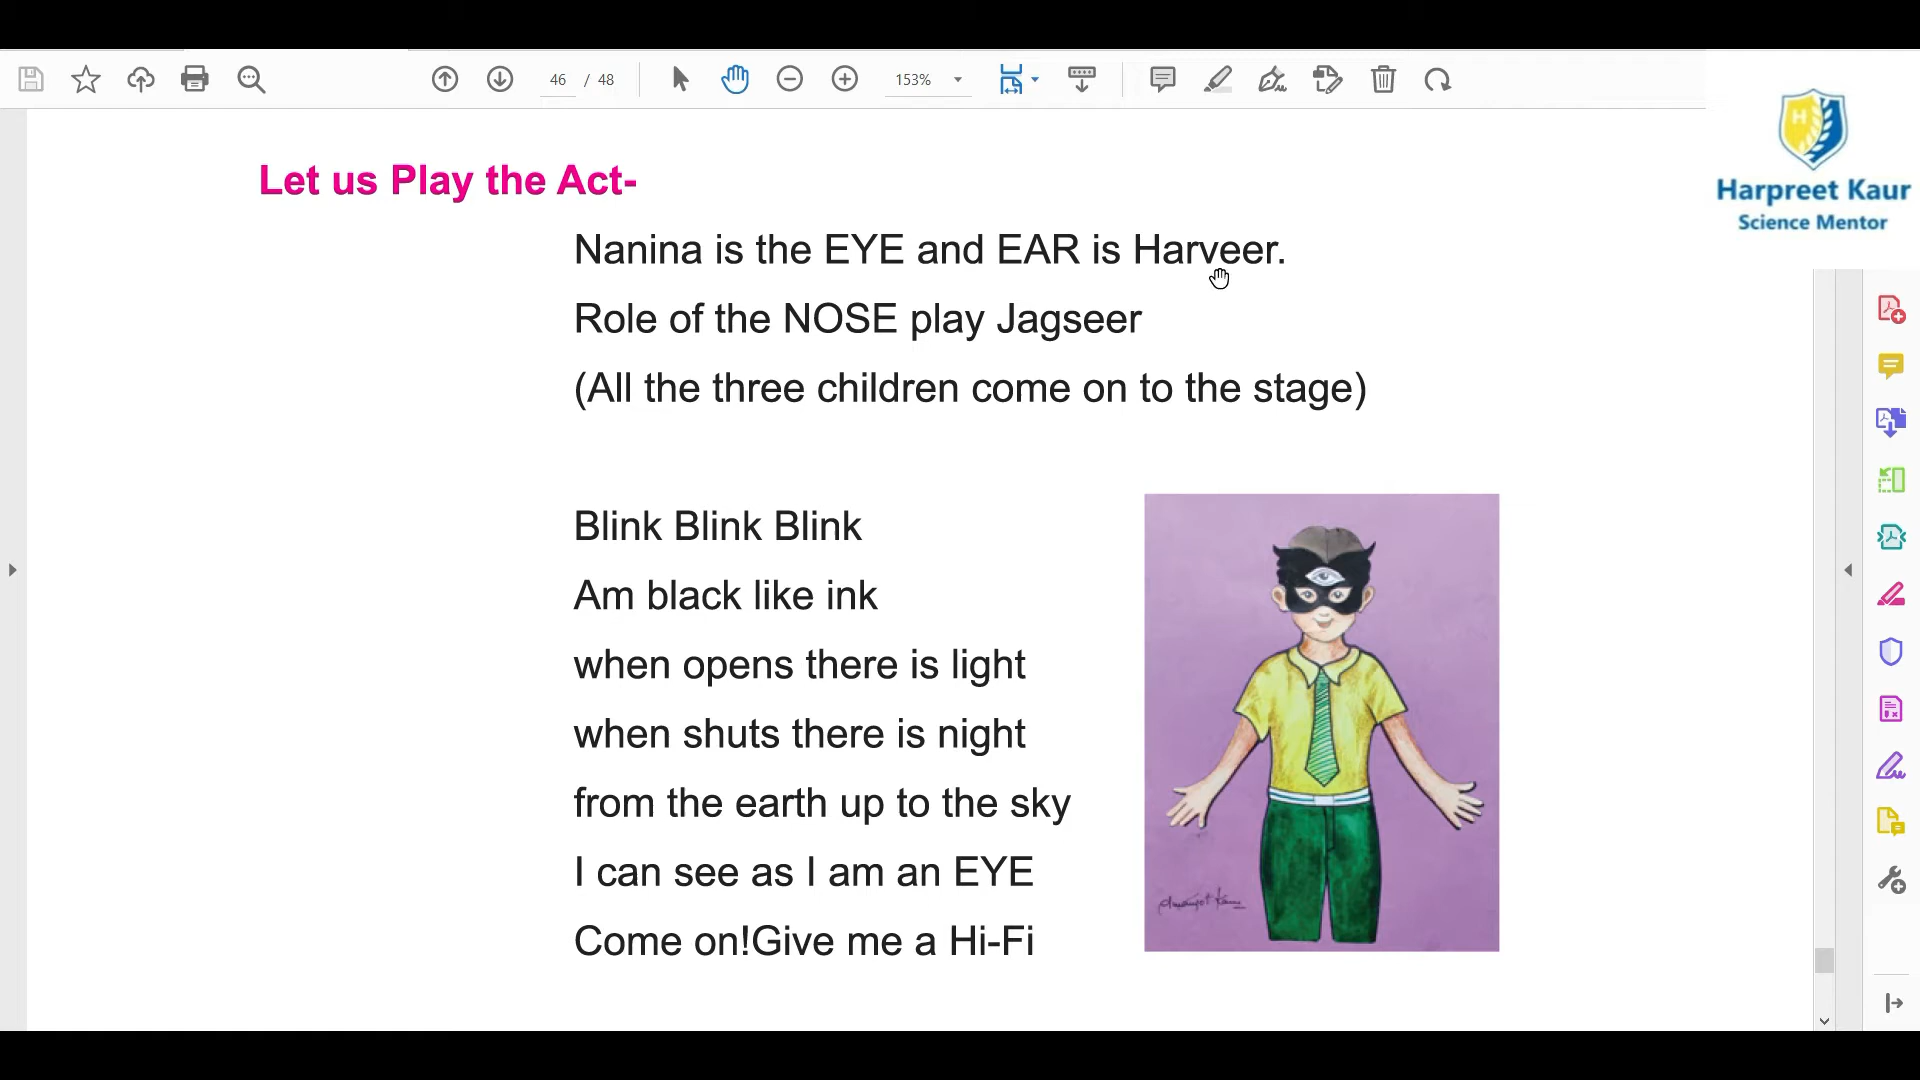 46 / 48
153%
Harpreet Kaur
Science Mentor
Let us Play the Act-
Nanina is the EYE and EAR is Harveer.
Role of the NOSE play Jagseer
(All the three children come on to the stage)
Blink Blink Blink
Am black like ink
when opens there is light
when shuts there is night
from the earth up to the sky
I can see as I am an EYE
Come on!Give me a Hi-Fi